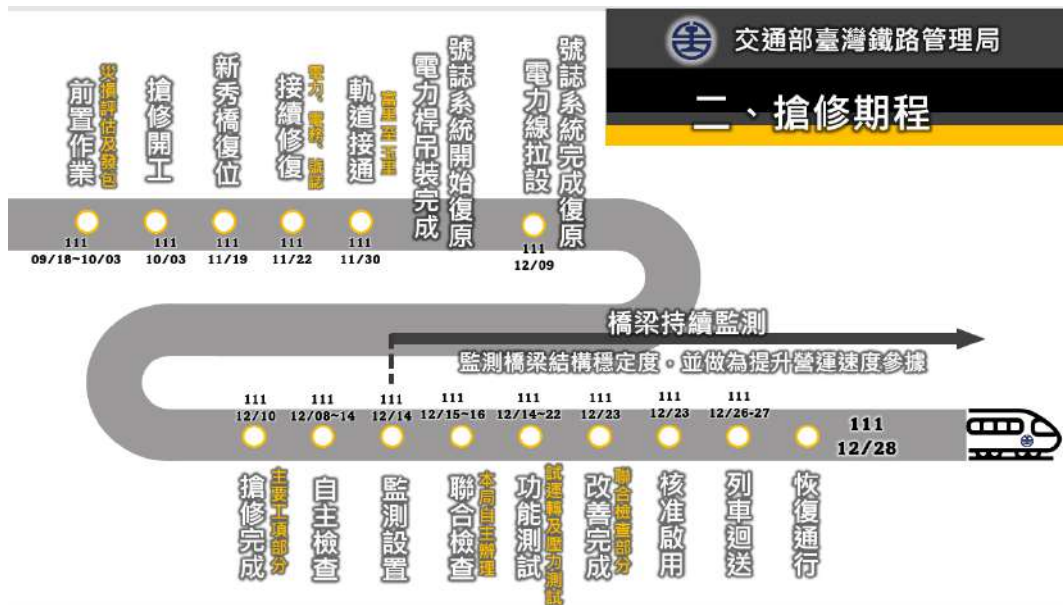 交通部臺灣鐵路管理局
二、搶修期程
前置作業
災損評估及發包
111
09/18~10/03
搶修開工
111
10/03
新秀橋復位
111
11/19
接續修復
電力、電務、號誌
111
11/22
軌道接通
富里至玉里
111
11/30
電力桿吊裝完成
號誌系統開始復原
電力線拉設
號誌系統完成復原
111
12/09
橋梁持續監測
監測橋梁結構穩定度，並做為提升營運速度參據
111
12/10
搶修完成
主要工項部分
111
12/08~14
自主檢查
111
12/14
監測設置
111
12/15~16
聯合檢查
本局自主辦理
111
12/14~22
功能測試
試運轉及壓力測試
111
12/23
改善完成
聯合檢查部分
111
12/23
核准啟用
111
12/26-27
列車迴送
恢復通行
111
12/28